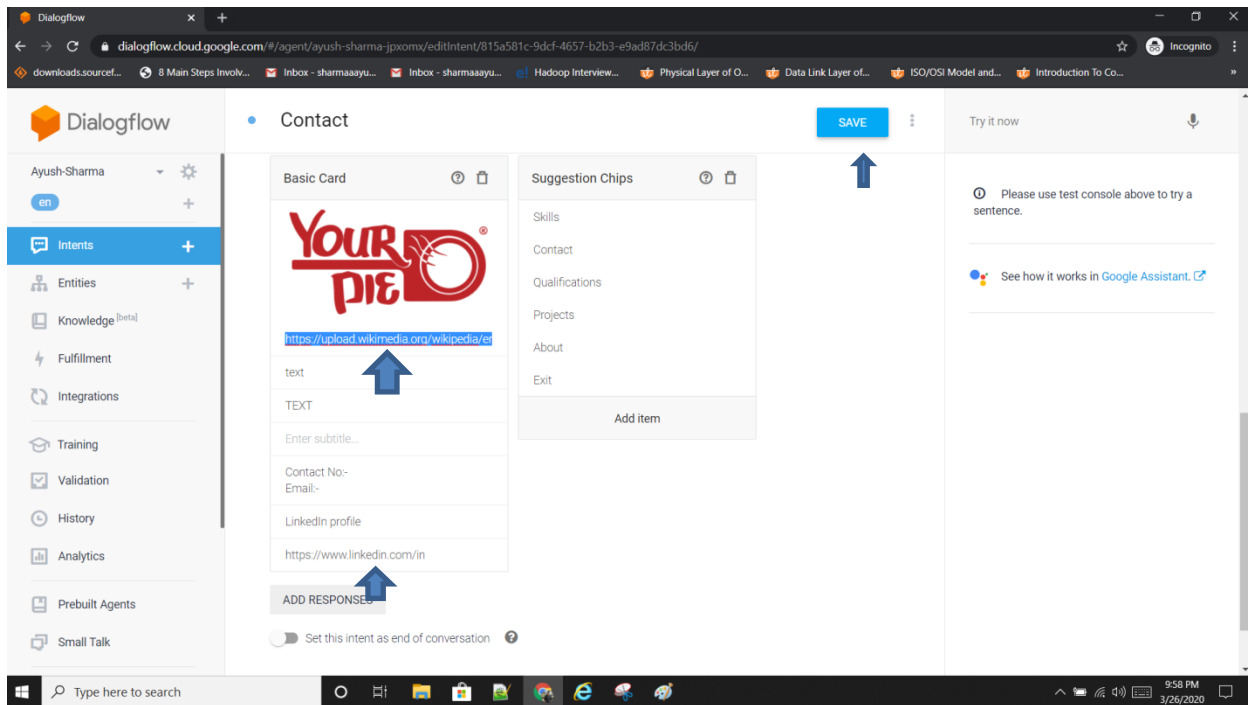 Dialogflow
dialogflow.cloud.google.com/#/agent/ayush-sharma-jpxomx/editIntent/815a581c-9dcf-4657-b2b3-e9ad87dc3bd6/
Incognito
downloads.sourcef... 8 Main Steps Involv... Inbox - sharmaaayu... Inbox - sharmaaayu... Hadoop Interview... Physical Layer of O... Data Link Layer of... ISO/OSI Model and... Introduction To Co... »
Dialogflow
Contact
SAVE
Try it now
Ayush-Sharma
en
Intents
Entities
Knowledge [beta]
Fulfillment
Integrations
Training
Validation
History
Analytics
Prebuilt Agents
Small Talk
Basic Card
YOUR
PIE
®
https://upload.wikimedia.org/wikipedia/er
text
TEXT
Enter subtitle...
Contact No:-
Email:-
LinkedIn profile
https://www.linkedin.com/in
Suggestion Chips
Skills
Contact
Qualifications
Projects
About
Exit
Add item
ADD RESPONSES
Set this intent as end of conversation
Please use test console above to try a
sentence.
See how it works in Google Assistant.
Type here to search
9:58 PM
3/26/2020